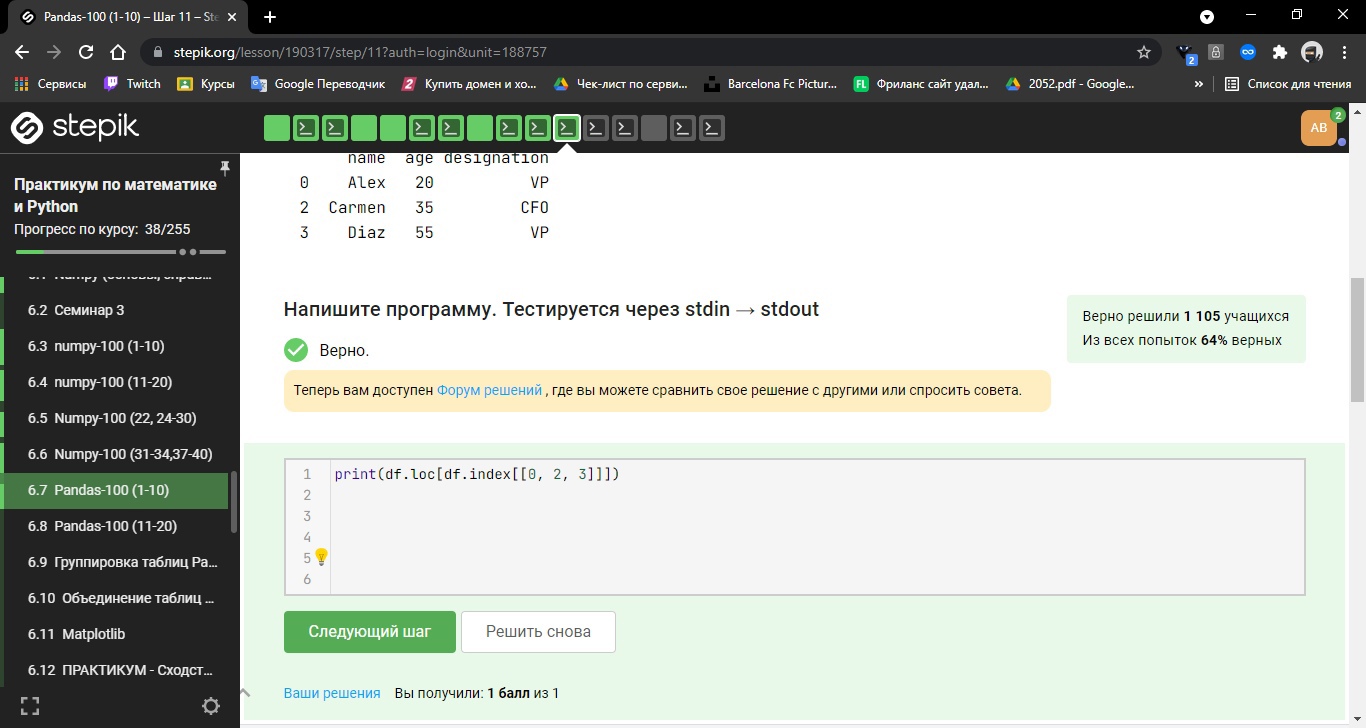 Pandas-100 (1-10) – Шаг 11 – Ste
stepik.org/lesson/190317/step/11?auth=login&unit=188757
2
Сервисы
Twitch
Курсы
Google Переводчик
Купить домен и хо...
Чек-лист по серви...
Barcelona Fc Pictur...
FL
Фриланс сайт удал...
2052.pdf - Google...
»
Список для чтения
stepik
AB
2
Практикум по математике
и Python
Прогресс по курсу: 38/255
6.2 Семинар 3
6.3 numpy-100 (1-10)
6.4 numpy-100 (11-20)
6.5 Numpy-100 (22, 24-30)
6.6 Numpy-100 (31-34,37-40)
6.7 Pandas-100 (1-10)
6.8 Pandas-100 (11-20)
6.9 Группировка таблиц Pa...
6.10 Объединение таблиц ...
6.11 Matplotlib
6.12 ПРАКТИКУМ - Сходст...
name age designation
0 Alex 20 VP
2 Carmen 35 CFO
3 Diaz 55 VP
Напишите программу. Тестируется через stdin → stdout
Верно решили 1 105 учащихся
Из всех попыток 64% верных
Верно.
Теперь вам доступен Форум решений , где вы можете сравнить свое решение с другими или спросить совета.
1 print(df.loc[df.index[[0, 2, 3]]])
2
3
4
5
6
Следующий шаг
Решить снова
Ваши решения Вы получили: 1 балл из 1